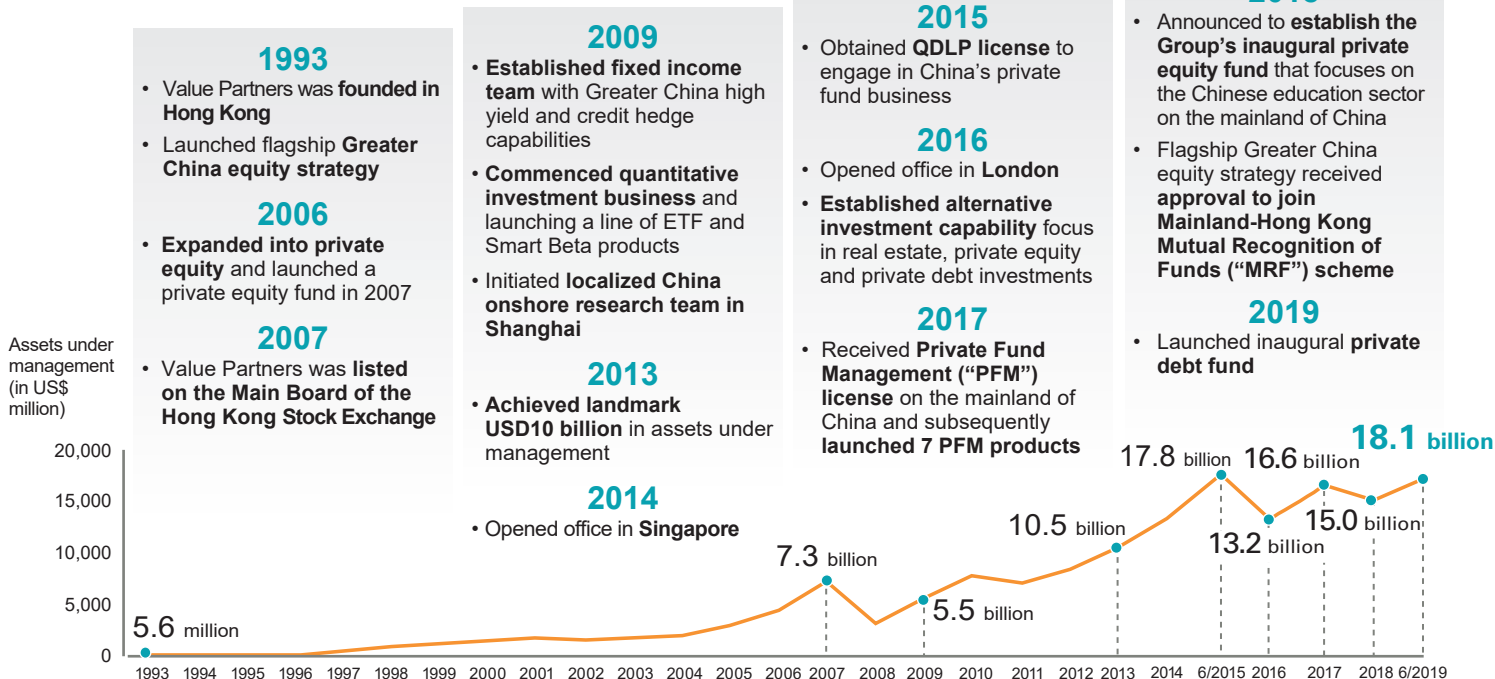 1993
• Value Partners was founded in
Hong Kong
• Launched flagship Greater
China equity strategy
2006
• Expanded into private
equity and launched a
private equity fund in 2007
2007
• Value Partners was listed
on the Main Board of the
Hong Kong Stock Exchange
2009
• Established fixed income
team with Greater China high
yield and credit hedge
capabilities
• Commenced quantitative
investment business and
launching a line of ETF and
Smart Beta products
• Initiated localized China
onshore research team in
Shanghai
2013
• Achieved landmark
USD10 billion in assets under
management
2014
• Opened office in Singapore
2015
• Obtained QDLP license to
engage in China's private
fund business
2016
• Opened office in London
• Established alternative
investment capability focus
in real estate, private equity
and private debt investments
2017
• Received Private Fund
Management (“PFM”)
license on the mainland of
China and subsequently
launched 7 PFM products
• Announced to establish the
Group's inaugural private
equity fund that focuses on
the Chinese education sector
on the mainland of China
• Flagship Greater China
equity strategy received
approval to join
Mainland-Hong Kong
Mutual Recognition of
Funds (“MRF”) scheme
2019
• Launched inaugural private
debt fund
Assets under
management
(in US$
million)
20,000
15,000
10,000
5,000
0
5.6 million
7.3 billion
5.5 billion
10.5 billion
17.8 billion
13.2 billion
16.6 billion
15.0 billion
18.1 billion
1993 1994 1995 1996 1997 1998 1999 2000 2001 2002 2003 2004 2005 2006 2007 2008 2009 2010 2011 2012 2013 2014 6/2015 2016 2017 2018 6/2019